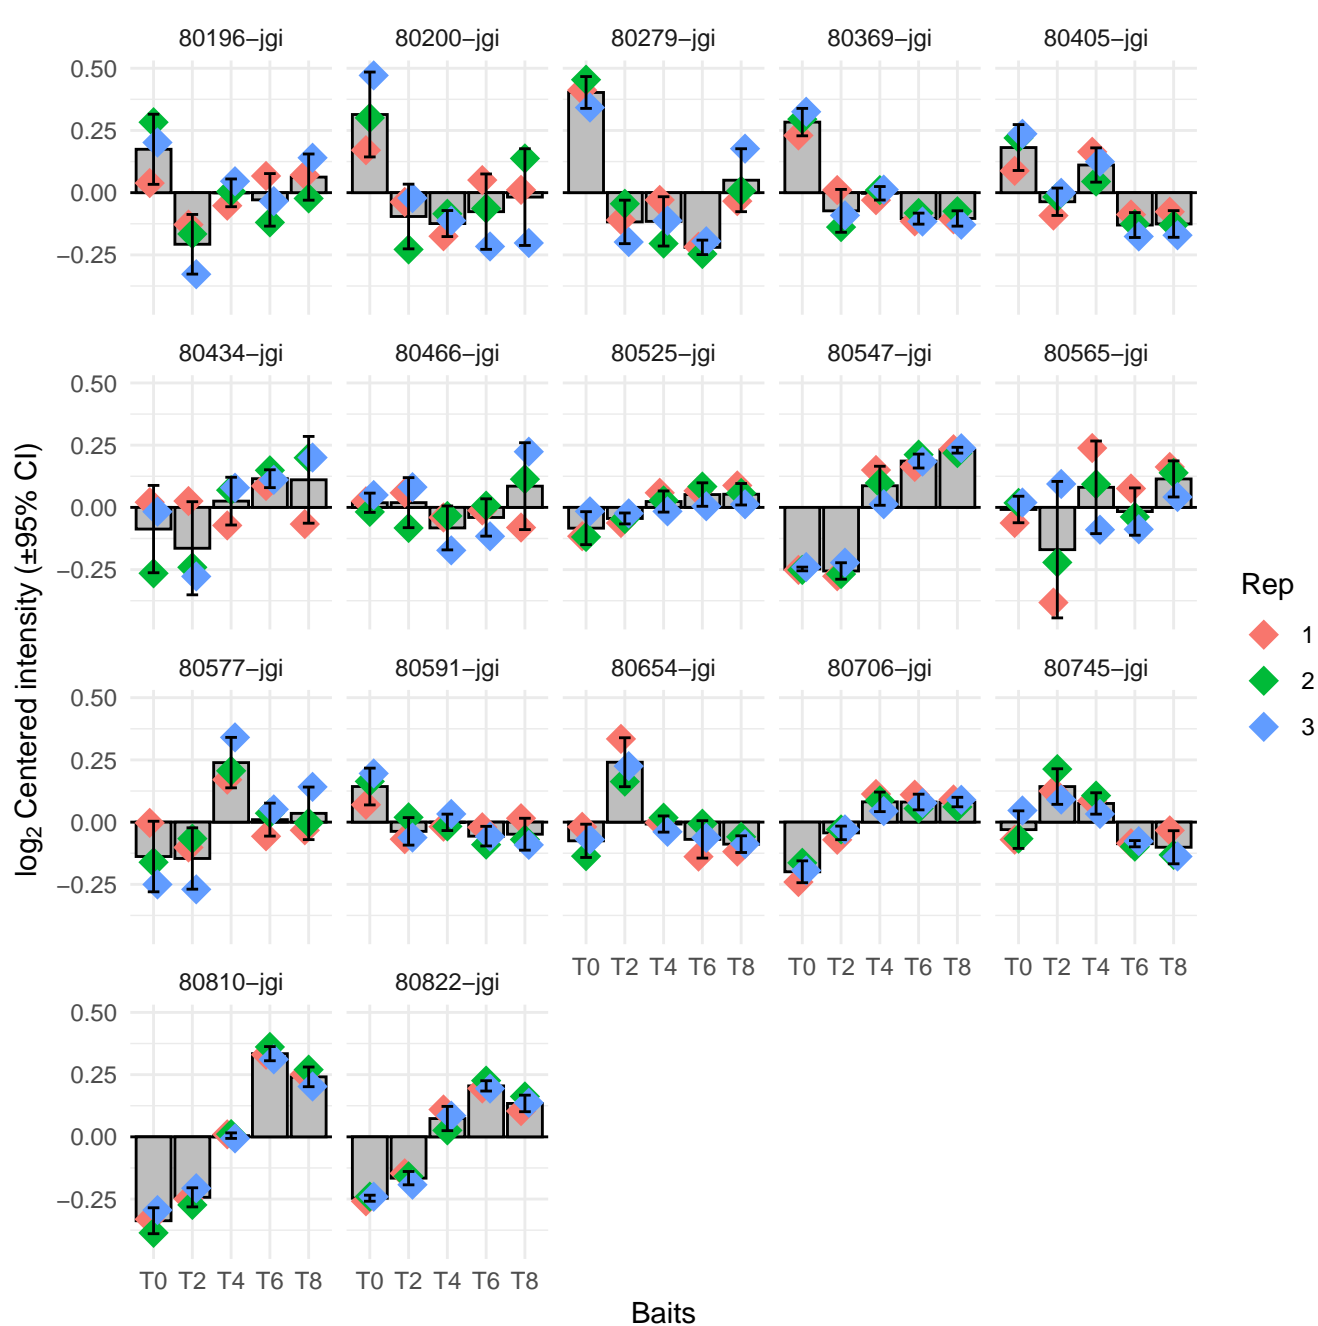 80196−jgi 80200−jgi 80279−jgi 80369−jgi 80405−jgi
0.50
0.25
0.00
−0.25
80434−jgi 80466−jgi 80525−jgi 80547−jgi 80565−jgi
0.50
0.25
0.00
−0.25
80577−jgi 80591−jgi 80654−jgi 80706−jgi 80745−jgi
0.50
0.25
0.00
−0.25
T0 T2 T4 T6 T8 T0 T2 T4 T6 T8 T0 T2 T4 T6 T8
80810−jgi 80822−jgi
0.50
0.25
0.00
−0.25
T0 T2 T4 T6 T8 T0 T2 T4 T6 T8
Baits
log₂ Centered intensity (±95% CI)
Rep
1
2
3